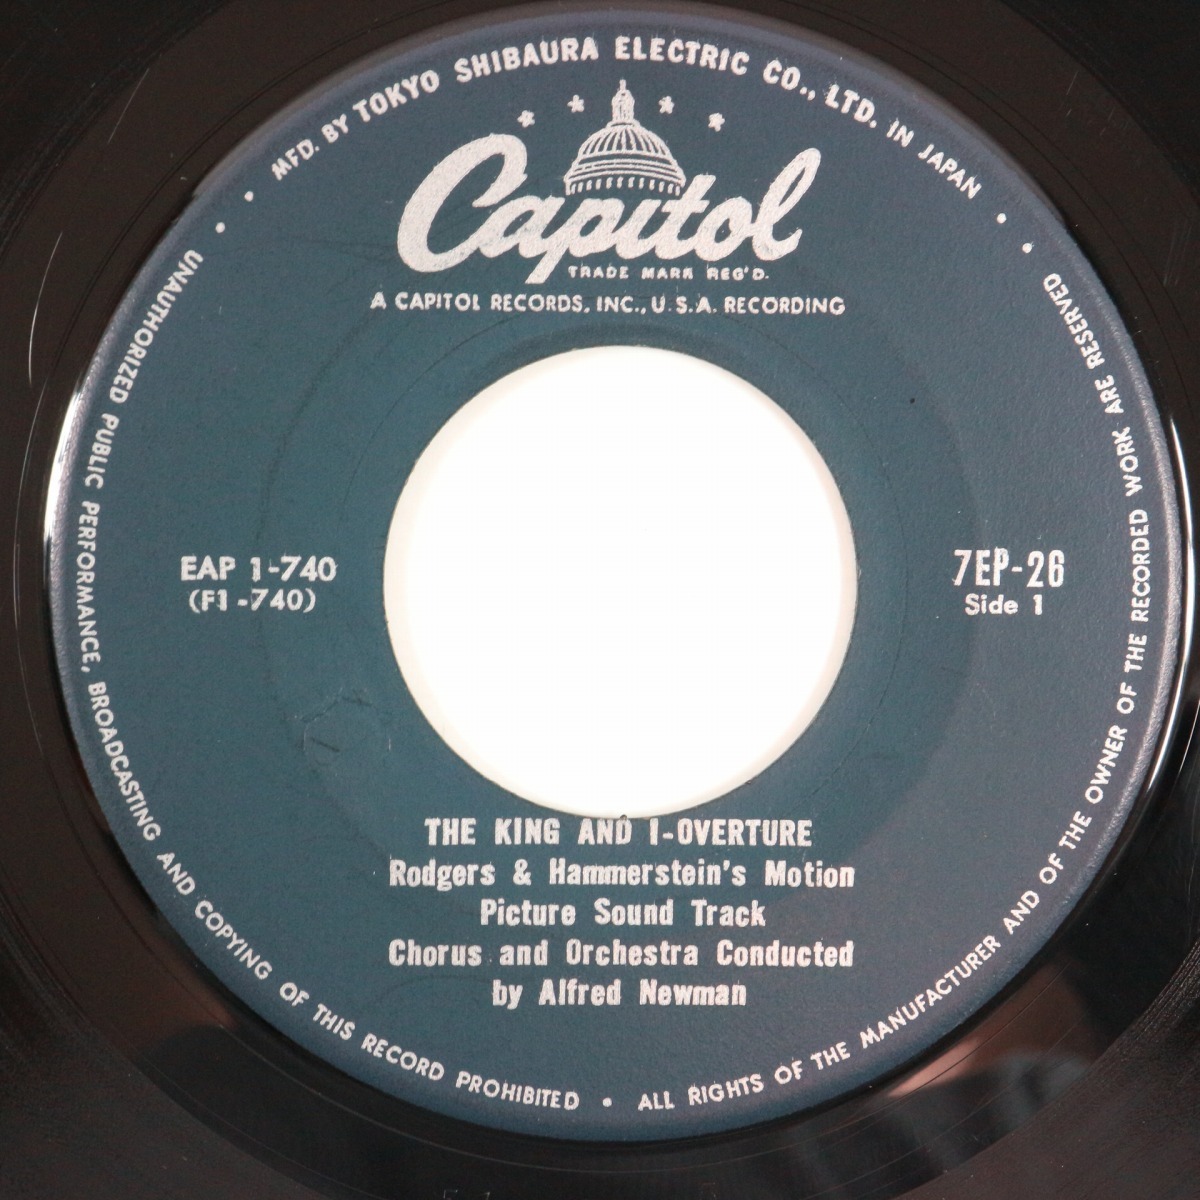 MFD. BY TOKYO SHIBAURA ELECTRIC CO., LTD. IN JAPAN
Capitol
TRADE MARK REG'D.
A CAPITOL RECORDS, INC., U.S.A. RECORDING
EAP 1-740
(F1-740)
7EP-26
Side 1
THE KING AND I-OVERTURE
Rodgers & Hammerstein's Motion
Picture Sound Track
Chorus and Orchestra Conducted
by Alfred Newman
UNAUTHORIZED PUBLIC PERFORMANCE, BROADCASTING AND COPYING OF THIS RECORD PROHIBITED • ALL RIGHTS OF THE MANUFACTURER AND OF THE OWNER OF THE RECORDED WORK ARE RESERVED